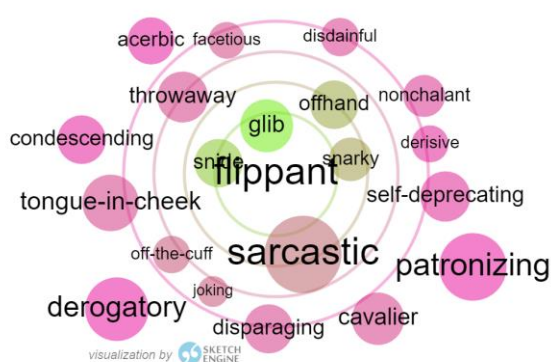 acerbic
facetious
disdainful
throwaway
offhand
nonchalant
glib
condescending
snide
snarky
derisive
flippant
tongue-in-cheek
self-deprecating
off-the-cuff
sarcastic
patronizing
joking
derogatory
disparaging
cavalier
visualization by SKETCH
ENGINE